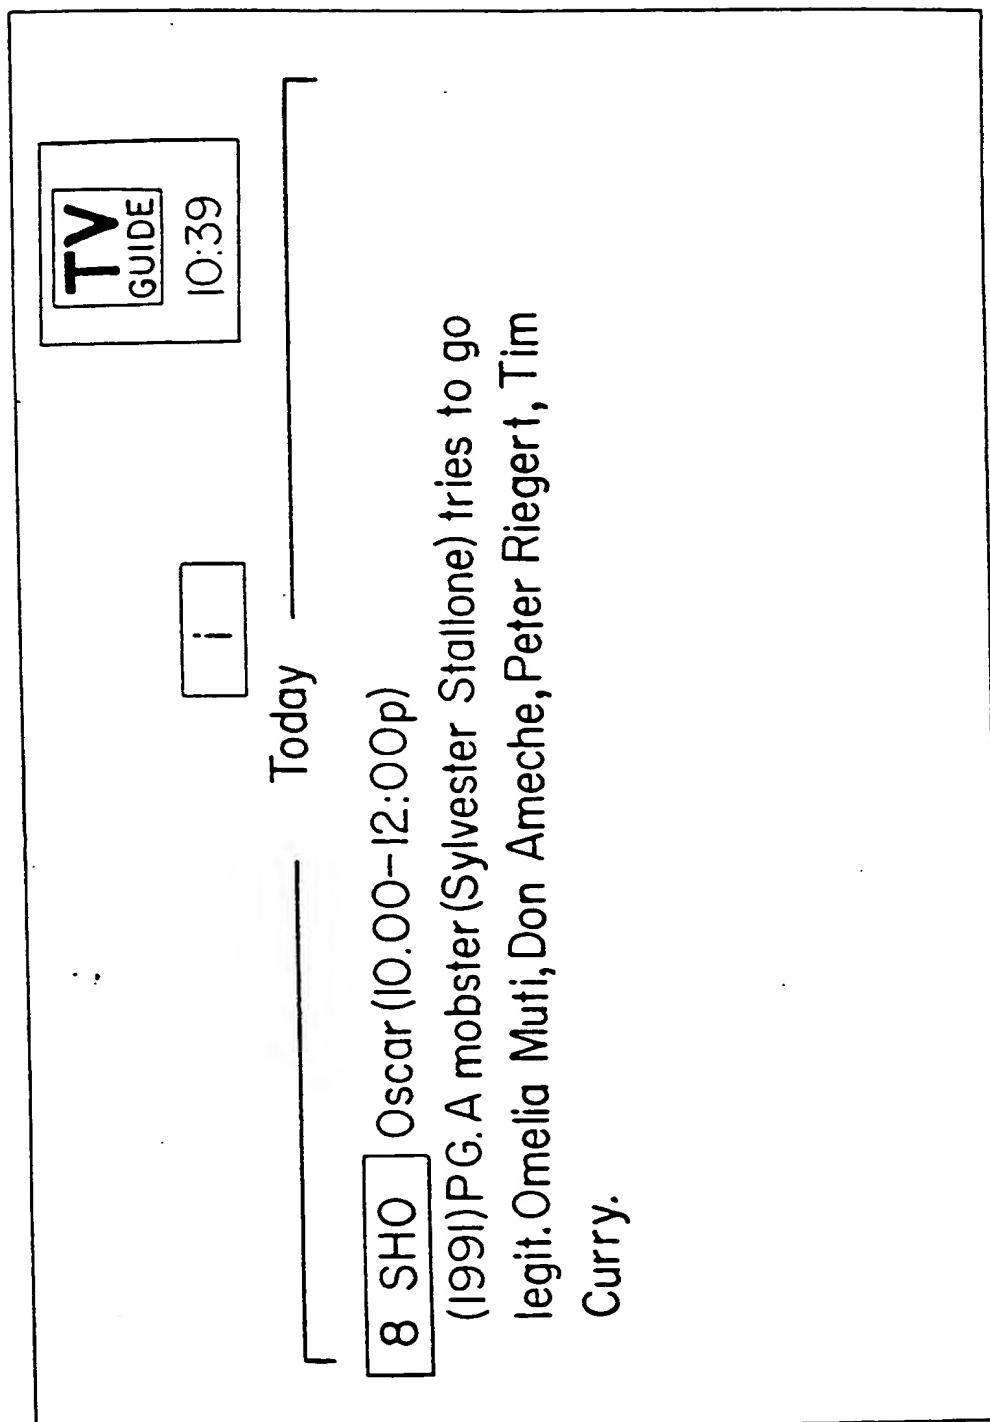 TV
GUIDE
10:39
i
Today
8 SHO Oscar (10.00-12:00p)
(1991) PG. A mobster (Sylvester Stallone) tries to go
legit. Omelia Muti, Don Ameche, Peter Riegert, Tim
Curry.